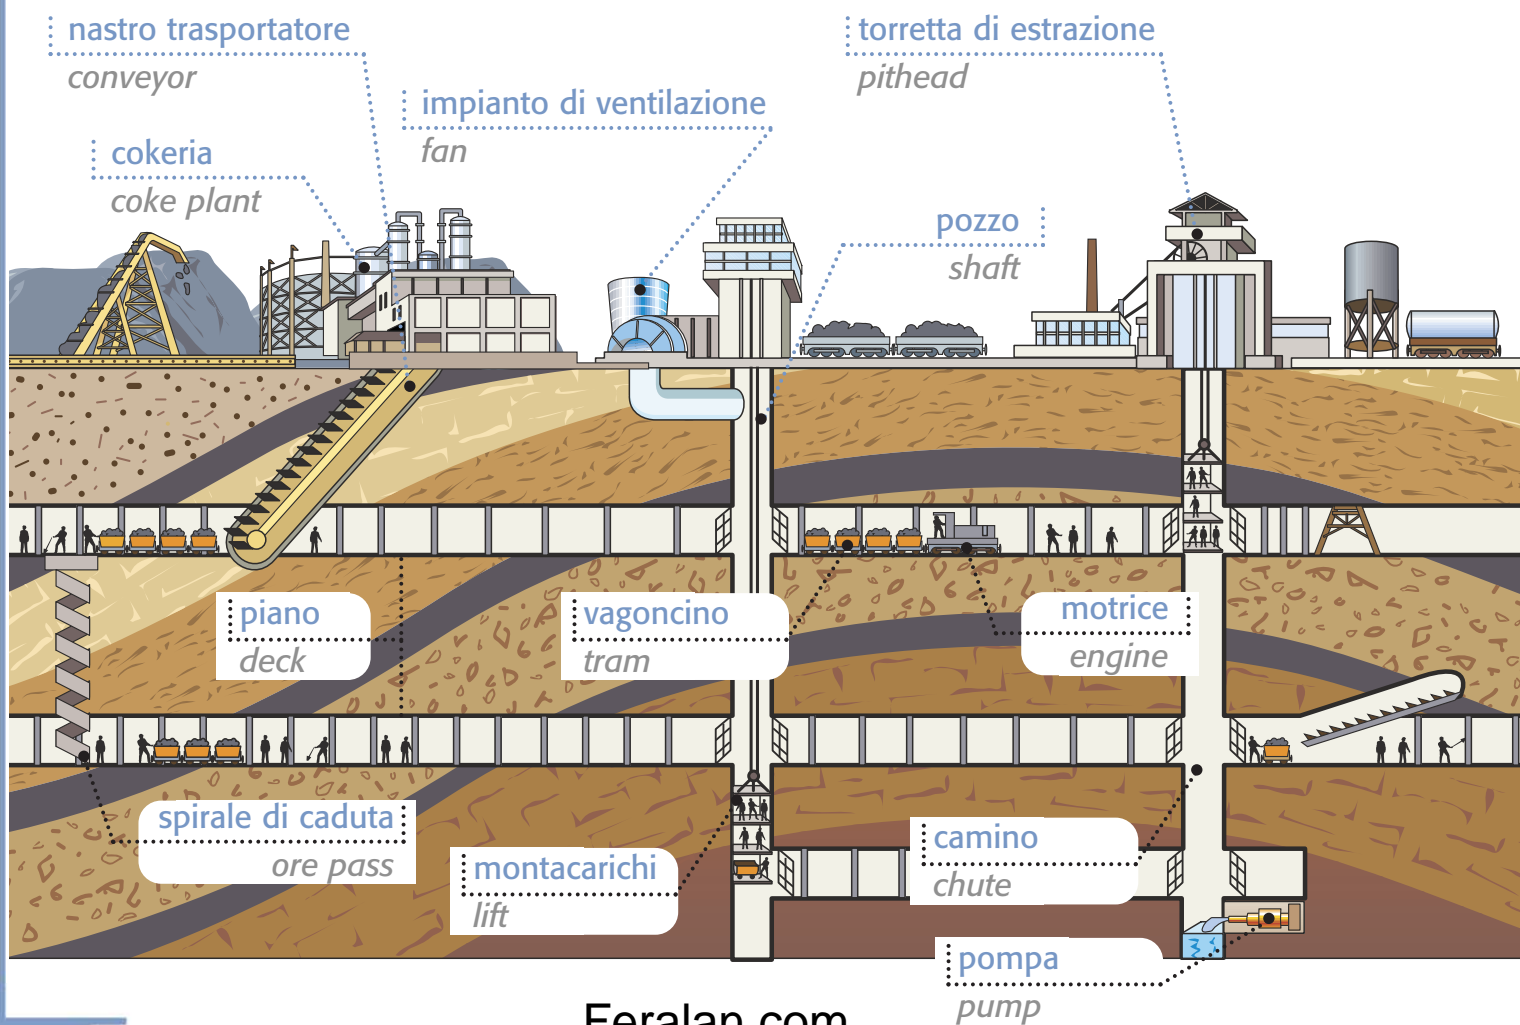 nastro trasportatore
conveyor
torretta di estrazione
pithead
impianto di ventilazione
fan
cokeria
coke plant
pozzo
shaft
piano
deck
vagoncino
tram
motrice
engine
spirale di caduta
ore pass
montacarichi
lift
camino
chute
pompa
pump
Feralan.com